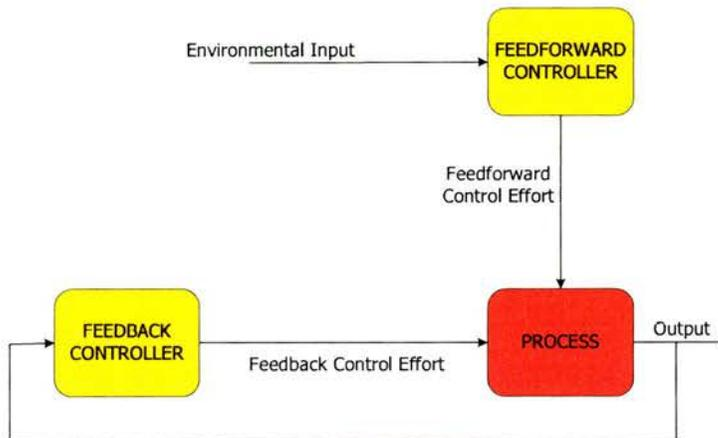 Environmental Input
FEEDFORWARD
CONTROLLER
Feedforward
Control Effort
FEEDBACK
CONTROLLER
Feedback Control Effort
PROCESS
Output